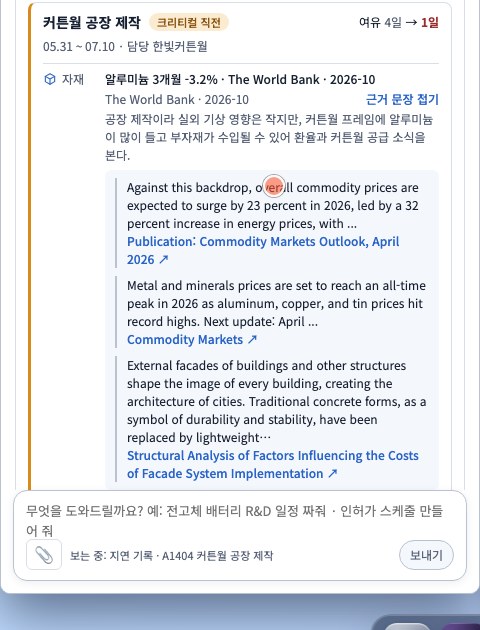 커튼월 공장 제작 크리티컬 직전 여유 4일 → 1일
05.31 ~ 07.10 · 담당 한빛커튼월
자재 알루미늄 3개월 -3.2% · The World Bank · 2026-10
The World Bank · 2026-10 근거 문장 접기
공장 제작이라 실외 기상 영향은 작지만, 커튼월 프레임에 알루미늄
이 많이 들고 부자재가 수입될 수 있어 환율과 커튼월 공급 소식을
본다.
Against this backdrop, overall commodity prices are
expected to surge by 23 percent in 2026, led by a 32
percent increase in energy prices, with ...
Publication: Commodity Markets Outlook, April
2026 ↗
Metal and minerals prices are set to reach an all-time
peak in 2026 as aluminum, copper, and tin prices hit
record highs. Next update: April ...
Commodity Markets ↗
External facades of buildings and other structures
shape the image of every building, creating the
architecture of cities. Traditional concrete forms, as a
symbol of durability and stability, have been
replaced by lightweight⋯
Structural Analysis of Factors Influencing the Costs
of Facade System Implementation ↗
무엇을 도와드릴까요? 예: 전고체 배터리 R&D 일정 짜줘 · 인허가 스케줄 만들
어 줘
보는 중: 지연 기록 · A1404 커튼월 공장 제작 보내기